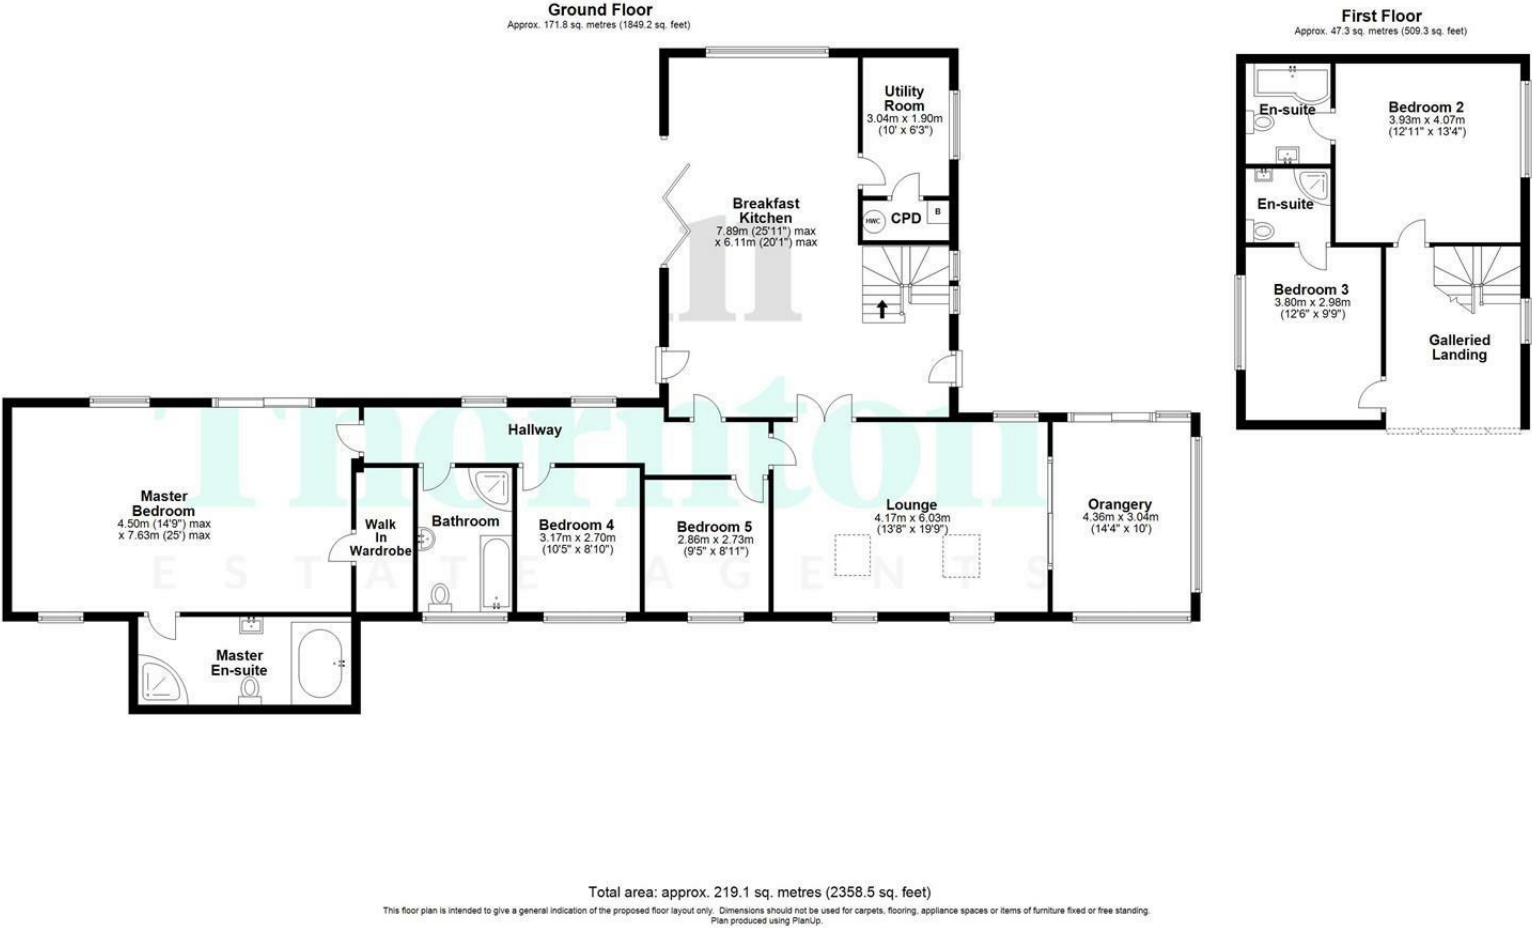 Ground Floor
Approx. 171.8 sq. metres (1849.2 sq. feet)
First Floor
Approx. 47.3 sq. metres (509.3 sq. feet)
Utility
Room
3.04m x 1.90m
(10' x 6'3")
CPD
HWC
B
Breakfast
Kitchen
7.89m (25'11") max
x 6.11m (20'1") max
En-suite
Bedroom 2
3.93m x 4.07m
(12'11" x 13'4")
En-suite
Bedroom 3
3.80m x 2.98m
(12'6" x 9'9")
Galleried
Landing
Hallway
Master
Bedroom
4.50m (14'9") max
x 7.63m (25') max
Walk
In
Wardrobe
Bathroom
Bedroom 4
3.17m x 2.70m
(10'5" x 8'10")
Bedroom 5
2.86m x 2.73m
(9'5" x 8'11")
Lounge
4.17m x 6.03m
(13'8" x 19'9")
Orangery
4.36m x 3.04m
(14'4" x 10')
Master
En-suite
Thornton
ESTATE AGENTS
Total area: approx. 219.1 sq. metres (2358.5 sq. feet)
This floor plan is intended to give a general indication of the proposed floor layout only. Dimensions should not be used for carpets, flooring, appliance spaces or items of furniture fixed or free standing.
Plan produced using PlanUp.